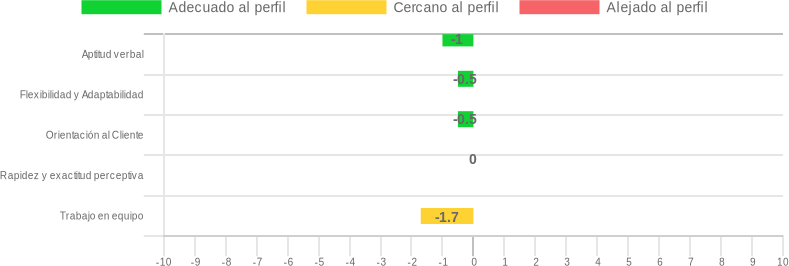 Adecuado al perfil Cercano al perfil Alejado al perfil
Aptitud verbal -1
Flexibilidad y Adaptabilidad -0.5
Orientación al Cliente -0.5
Rapidez y exactitud perceptiva 0
Trabajo en equipo -1.7
-10 -9 -8 -7 -6 -5 -4 -3 -2 -1 0 1 2 3 4 5 6 7 8 9 10